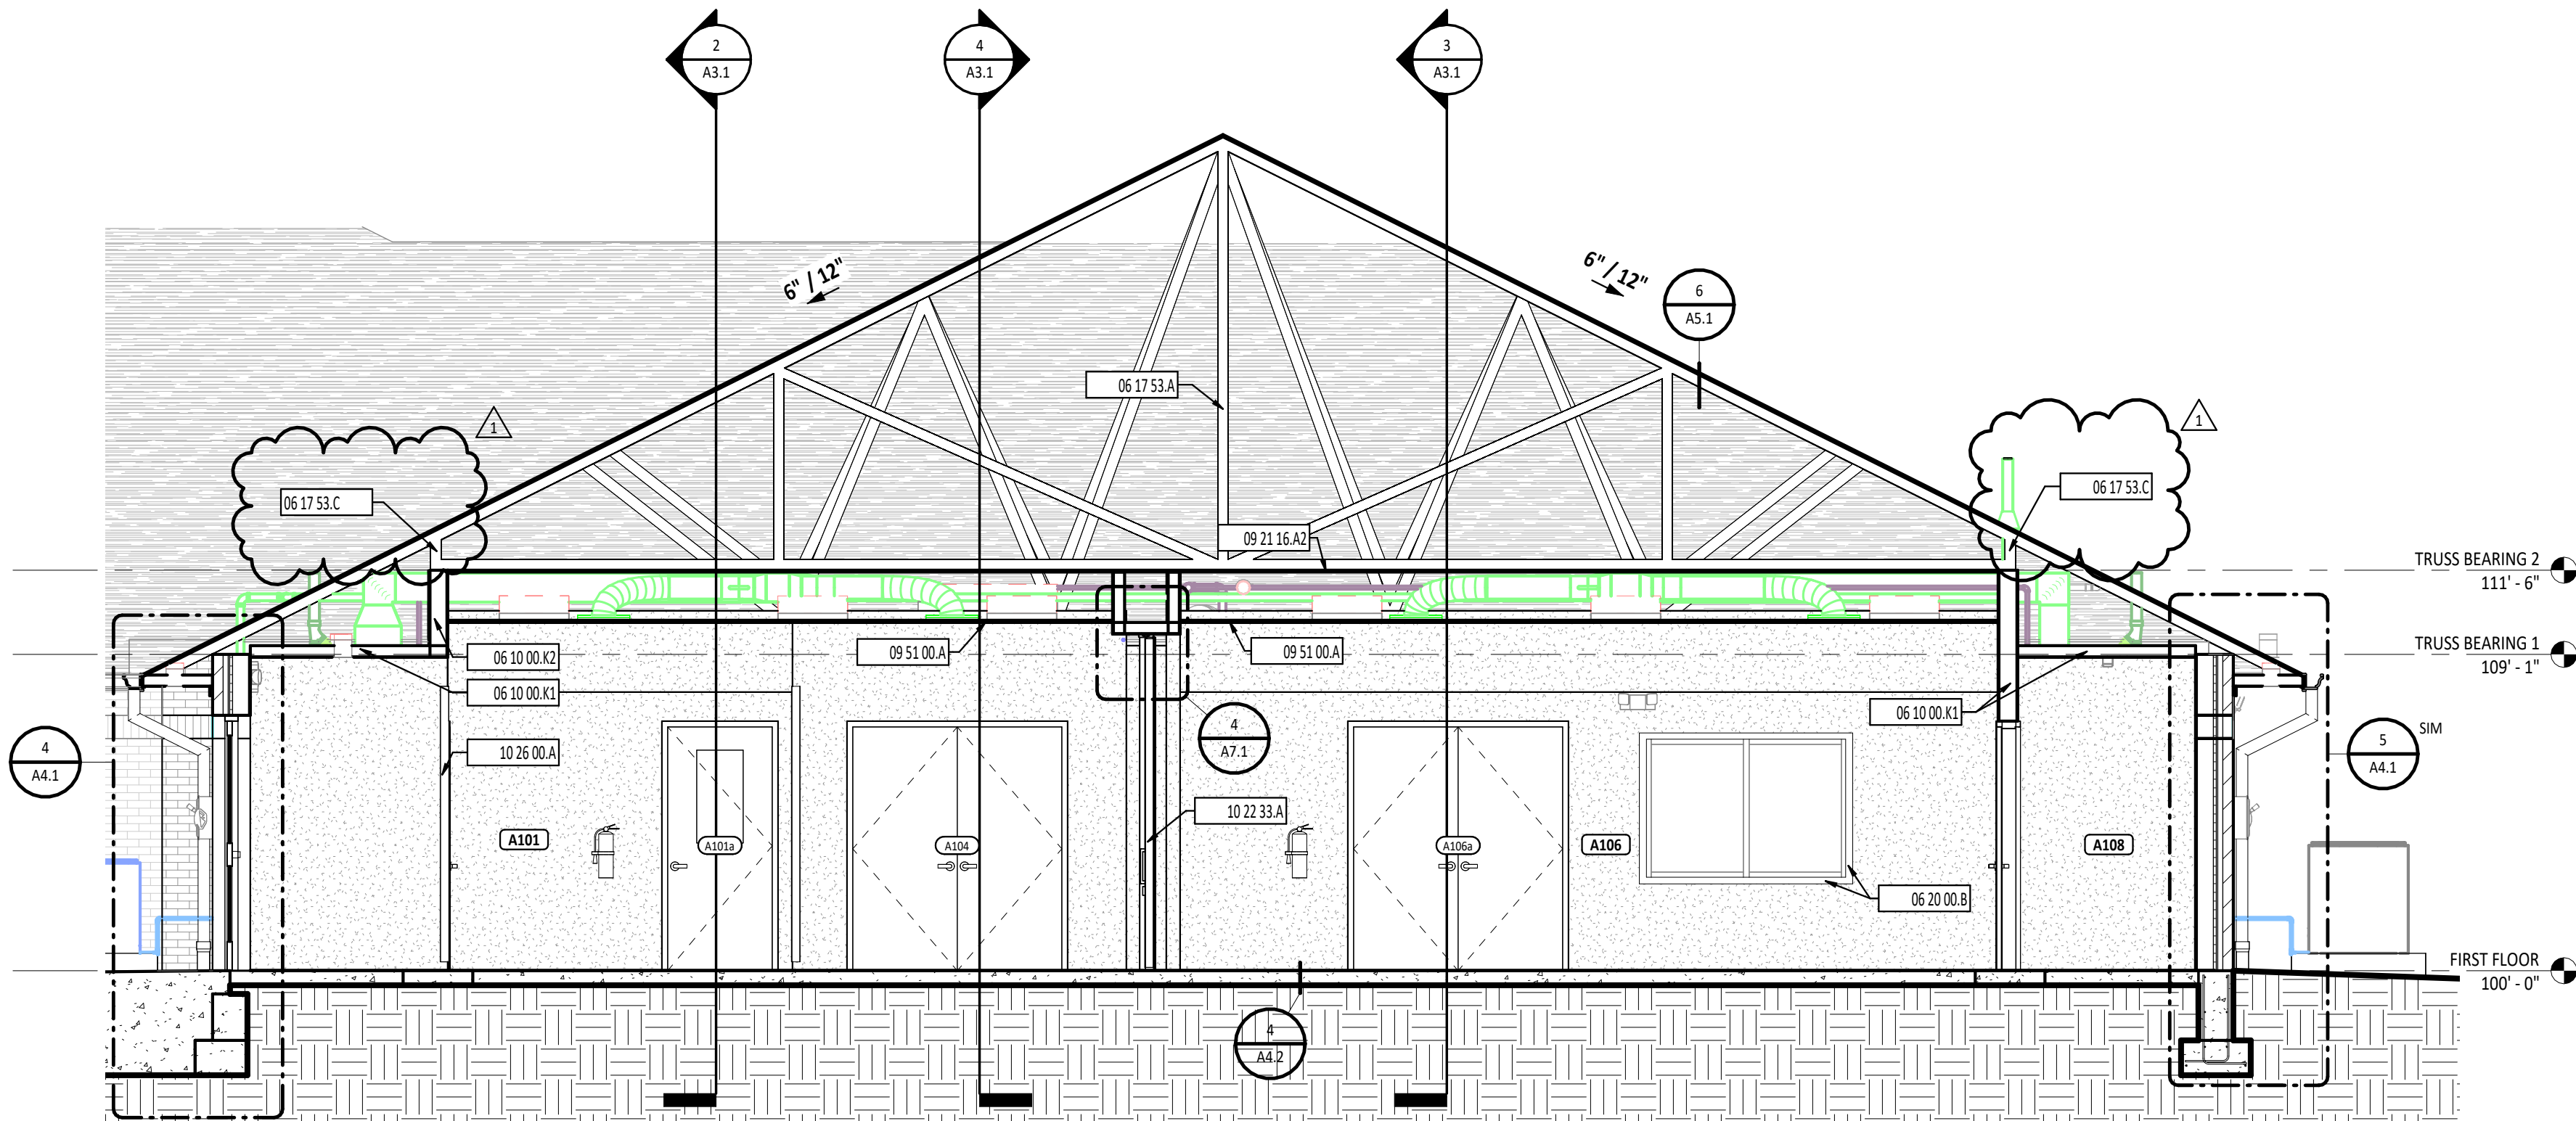 2
A3.1
4
A3.1
3
A3.1
6" / 12"
6" / 12"
6
A5.1
06 17 53.A
1
1
06 17 53.C
06 17 53.C
09 21 16.A2
TRUSS BEARING 2
111' - 6"
06 10 00.K2
09 51 00.A
09 51 00.A
TRUSS BEARING 1
109' - 1"
06 10 00.K1
06 10 00.K1
4
A7.1
4
A4.1
10 26 00.A
5
A4.1
SIM
10 22 33.A
A101
A101a
A104
A106a
A106
A108
06 20 00.B
FIRST FLOOR
100' - 0"
4
A4.2